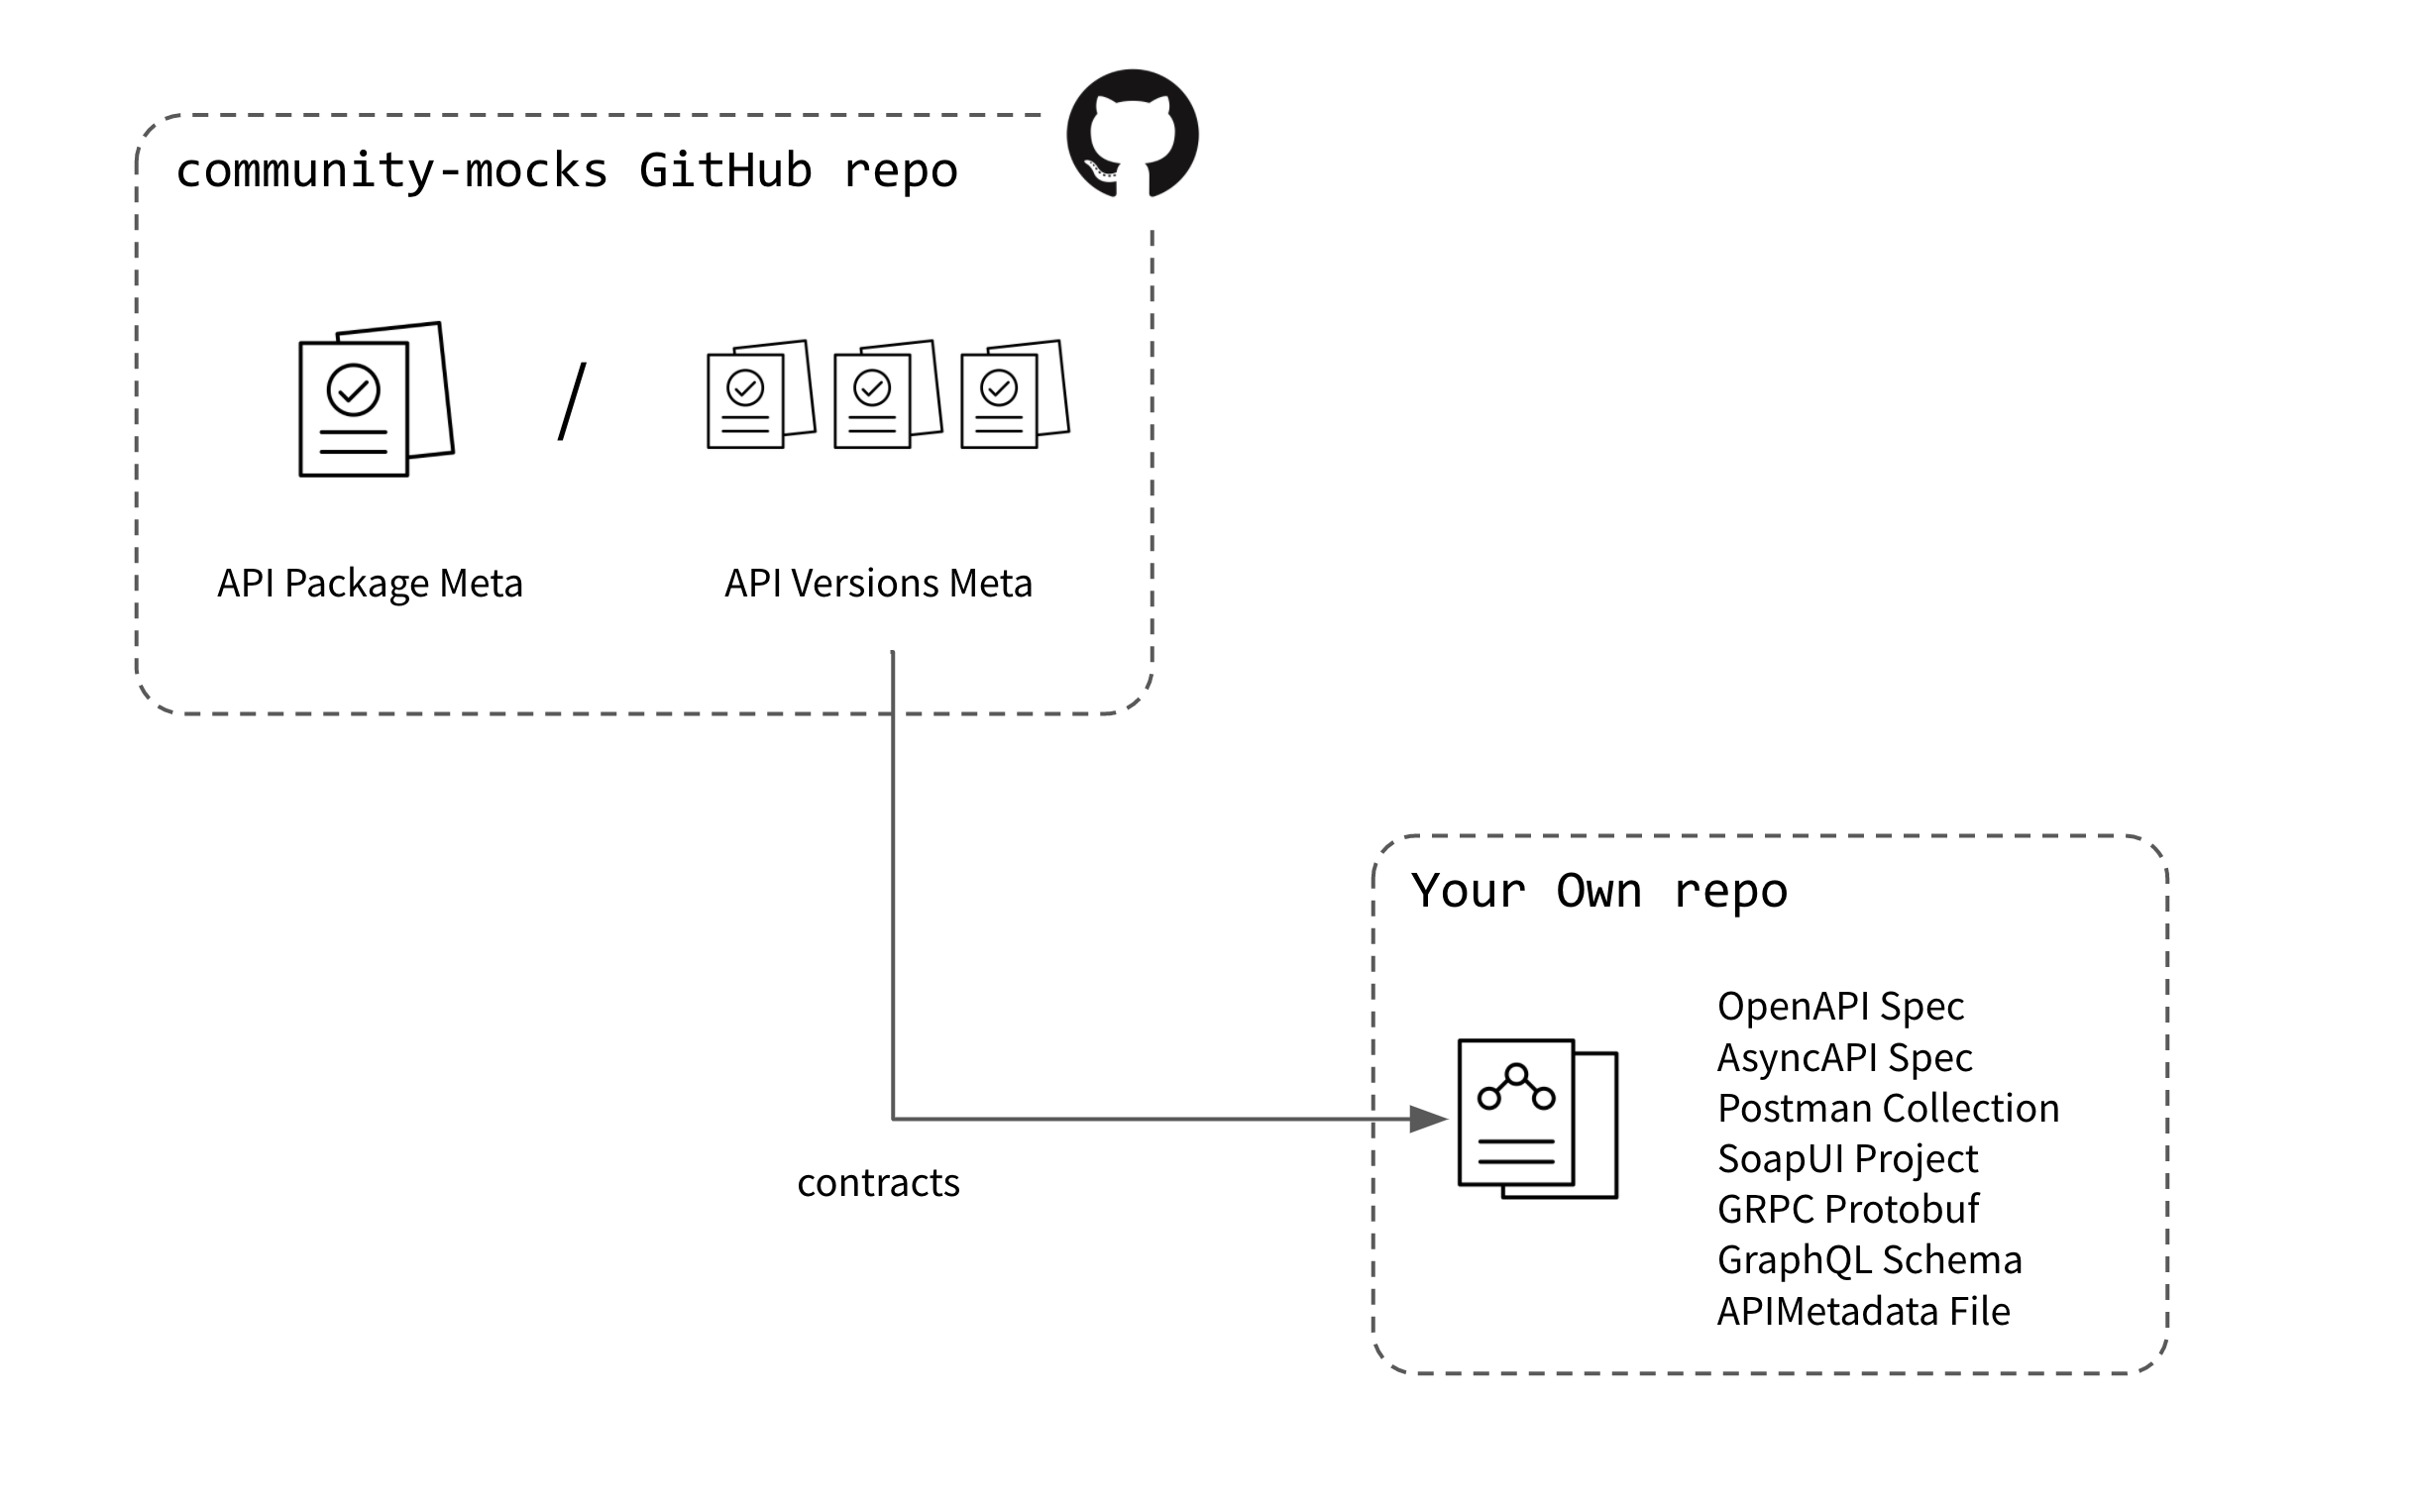 community-mocks GitHub repo
/
API Package Meta
API Versions Meta
contracts
Your Own repo
OpenAPI Spec
AsyncAPI Spec
Postman Collection
SoapUI Project
GRPC Protobuf
GraphQL Schema
APIMetadata File